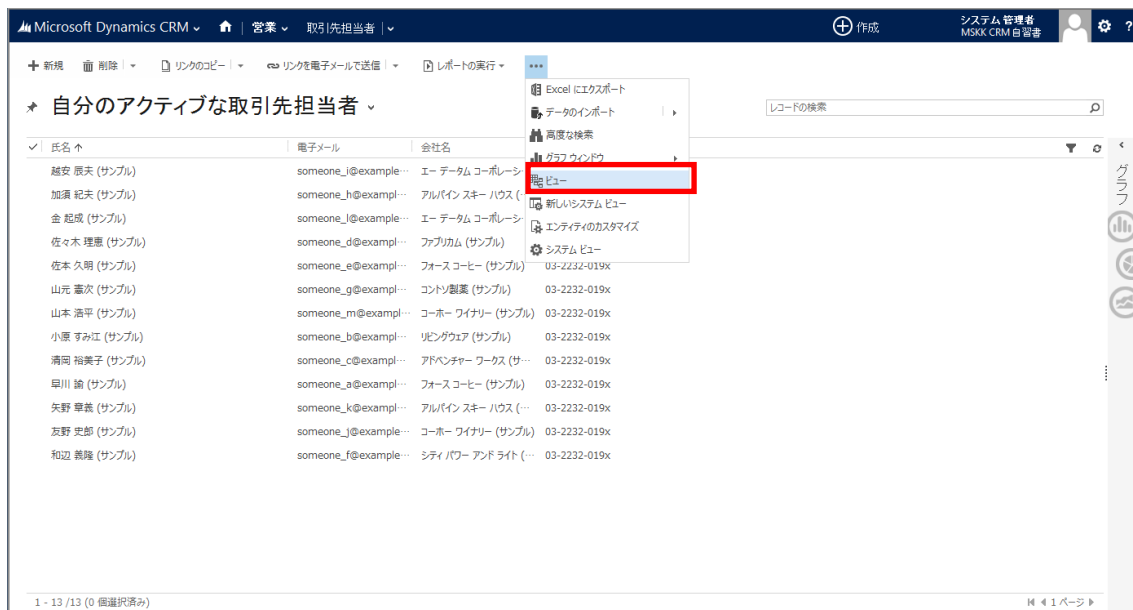 Microsoft Dynamics CRM 営業 取引先担当者 作成 システム 管理者 ?
MSKK CRM 自習書
新規 削除 リンクのコピー リンクを電子メールで送信 レポートの実行 •••
Excel にエクスポート
自分のアクティブな取引先担当者 データのインポート レコードの検索
高度な検索
氏名 電子メール 会社名
グラフ ウィンドウ
グラフ
越安 辰夫 (サンプル) someone_i@example… エー データム コーポレーシ
ビュー
加須 紀夫 (サンプル) someone_h@exampl… アルパイン スキー ハウス (
新しいシステム ビュー
金 起成 (サンプル) someone_l@example… エー データム コーポレーシ
エンティティのカスタマイズ
佐々木 理恵 (サンプル) someone_d@exampl… ファブリカム (サンプル)
システム ビュー
佐本 久明 (サンプル) someone_e@exampl… フォース コーヒー (サンプル) 03-2232-019x
山元 憲次 (サンプル) someone_g@exampl… コントソ製薬 (サンプル) 03-2232-019x
山本 浩平 (サンプル) someone_m@exampl… コーホー ワイナリー (サンプル) 03-2232-019x
小原 すみ江 (サンプル) someone_b@exampl… リビングウェア (サンプル) 03-2232-019x
清岡 裕美子 (サンプル) someone_c@exampl… アドベンチャー ワークス (サ… 03-2232-019x
早川 諭 (サンプル) someone_a@exampl… フォース コーヒー (サンプル) 03-2232-019x
矢野 章義 (サンプル) someone_k@exampl… アルパイン スキー ハウス (… 03-2232-019x
友野 史郎 (サンプル) someone_j@example… コーホー ワイナリー (サンプル) 03-2232-019x
和辺 義隆 (サンプル) someone_f@example… シティ パワー アンド ライト (… 03-2232-019x
1 - 13 /13 (0 個選択済み) 1 ページ